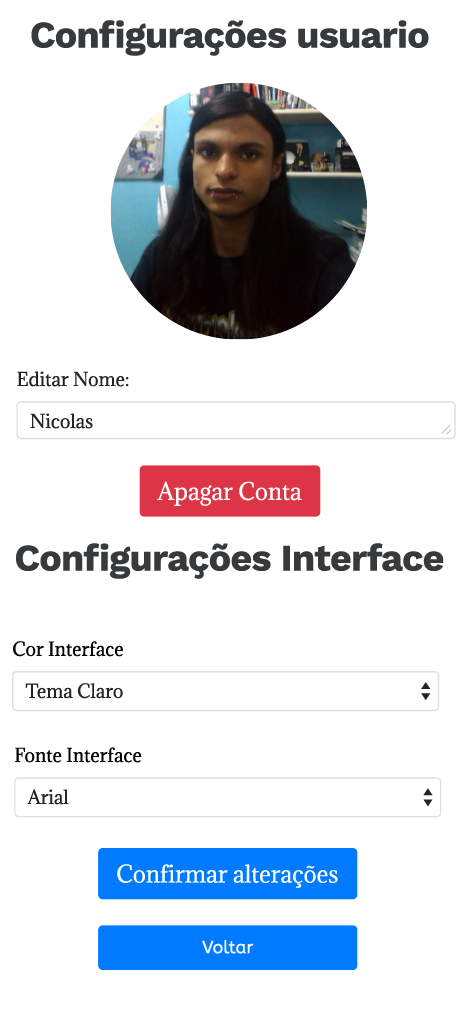 Configurações usuario
Editar Nome:
Nicolas
Apagar Conta
Configurações Interface
Cor Interface
Tema Claro
Fonte Interface
Arial
Confirmar alterações
Voltar